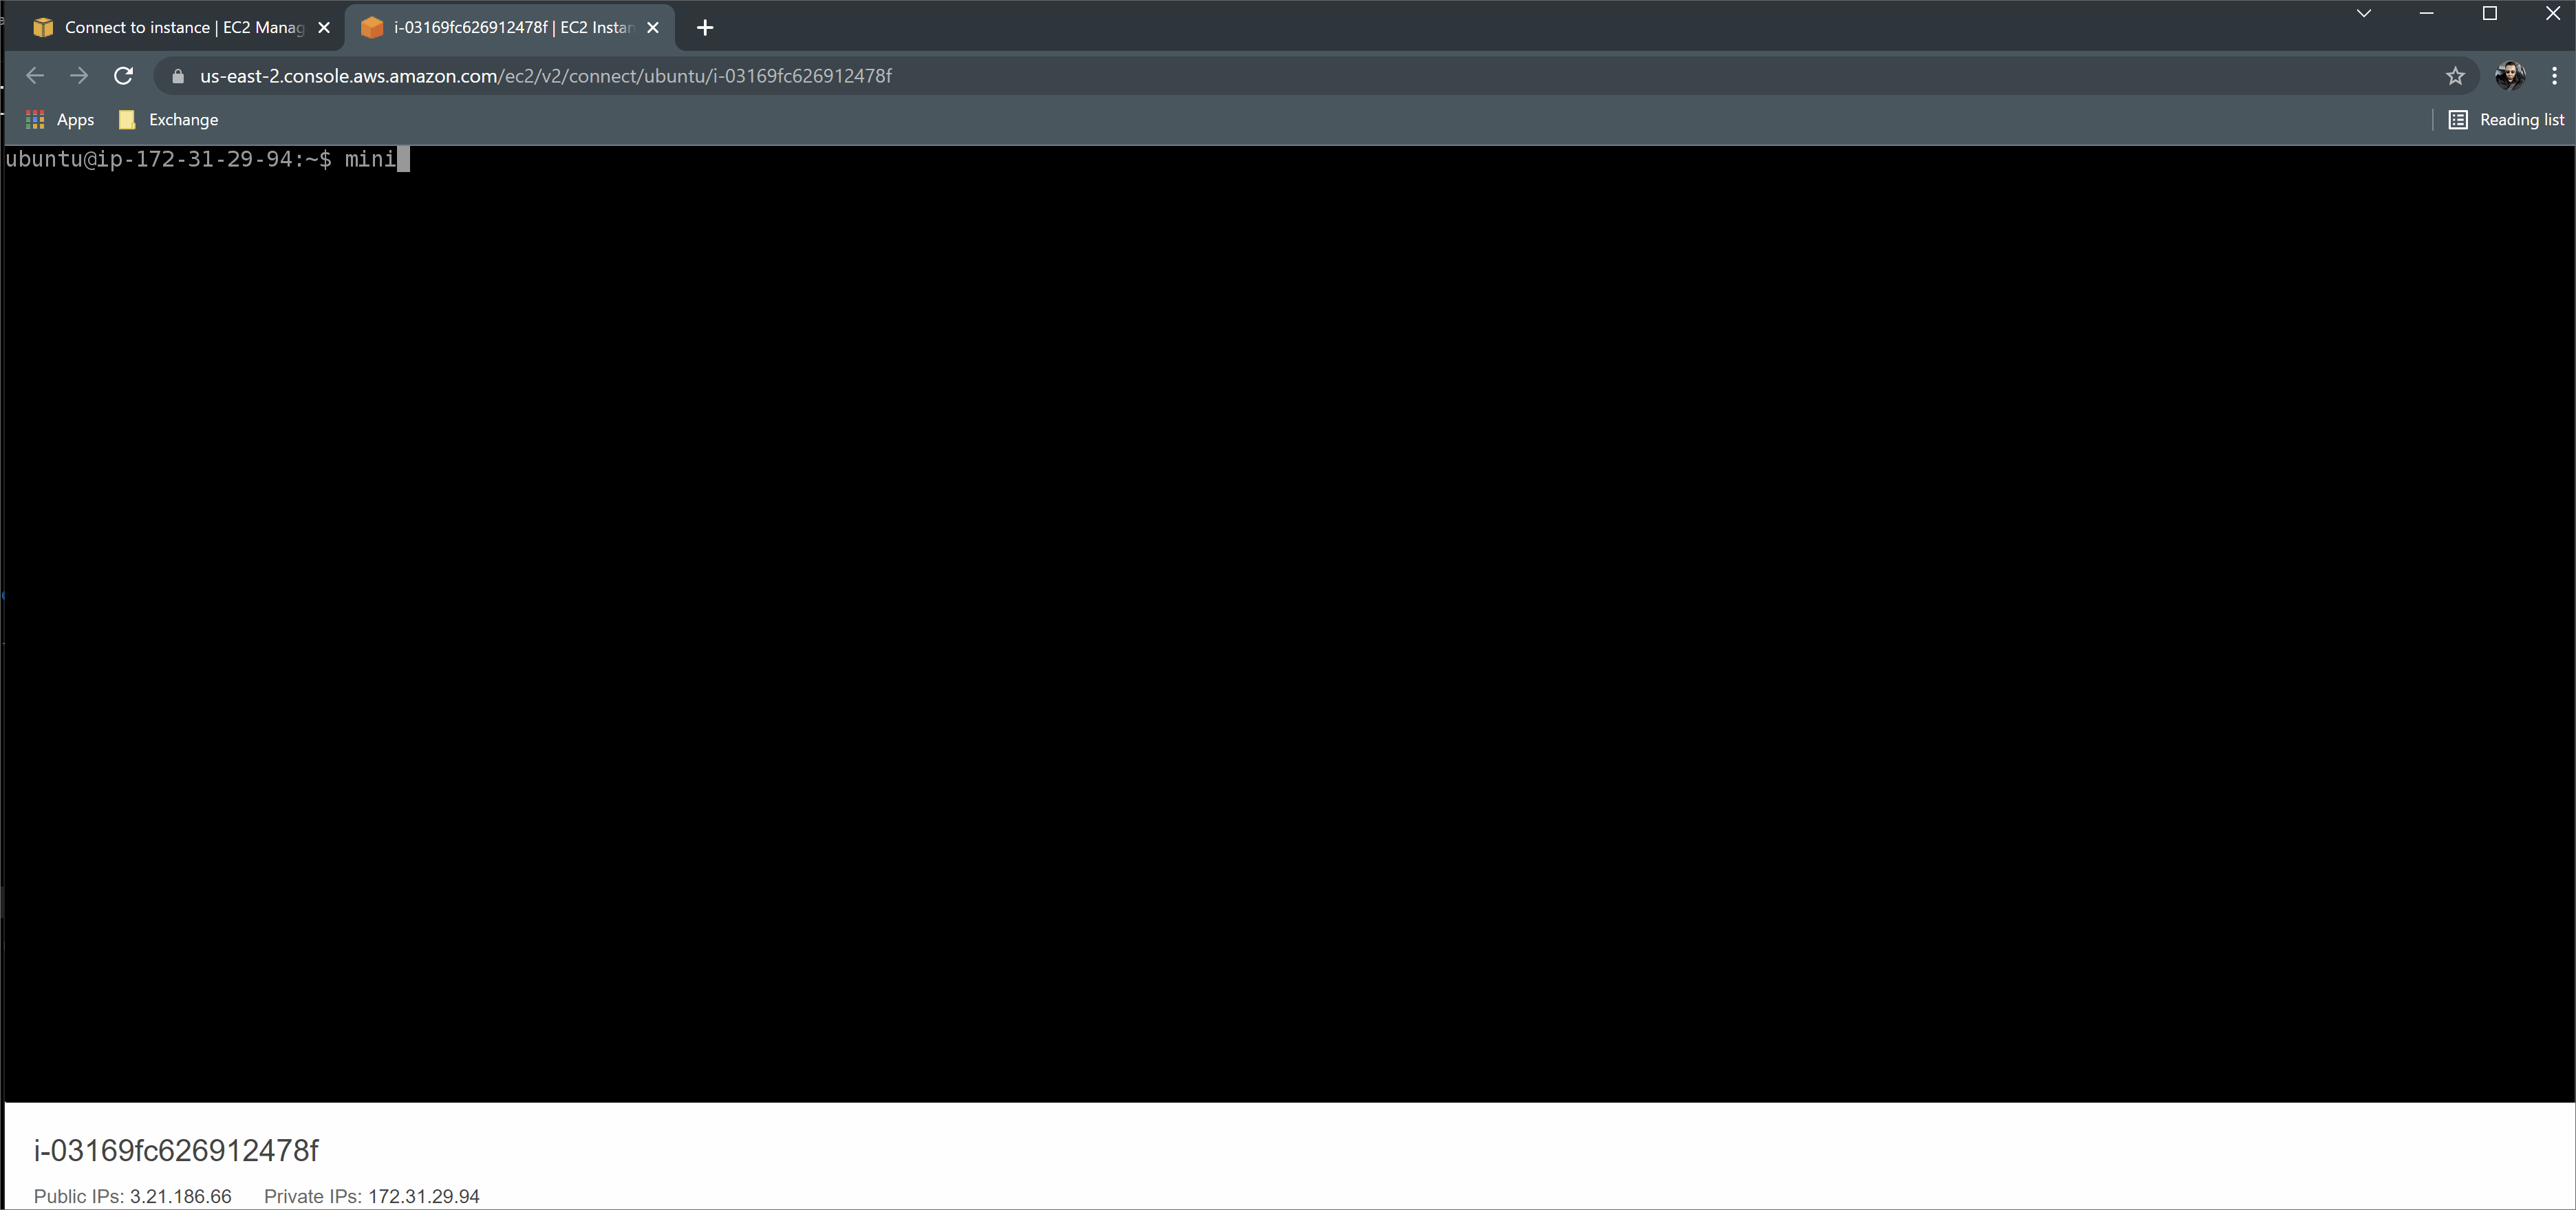 Connect to instance | EC2 Manag
i-03169fc626912478f | EC2 Instan
us-east-2.console.aws.amazon.com/ec2/v2/connect/ubuntu/i-03169fc626912478f
Apps Exchange Reading list
ubuntu@ip-172-31-29-94:~$ mini
i-03169fc626912478f
Public IPs: 3.21.186.66 Private IPs: 172.31.29.94